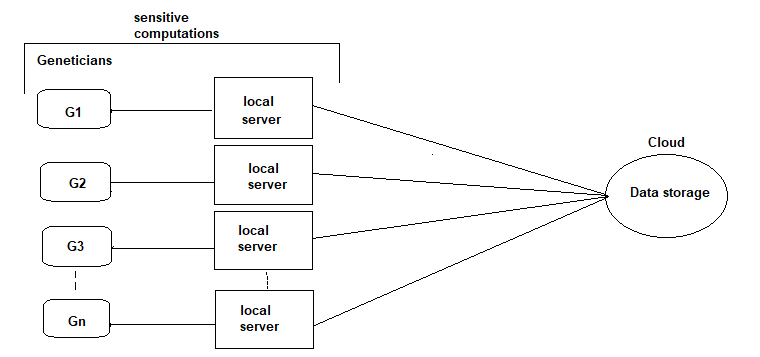 sensitive
computations
Geneticians
G1
local
server
Cloud
G2
local
server
Data storage
G3
local
server
Gn
local
server